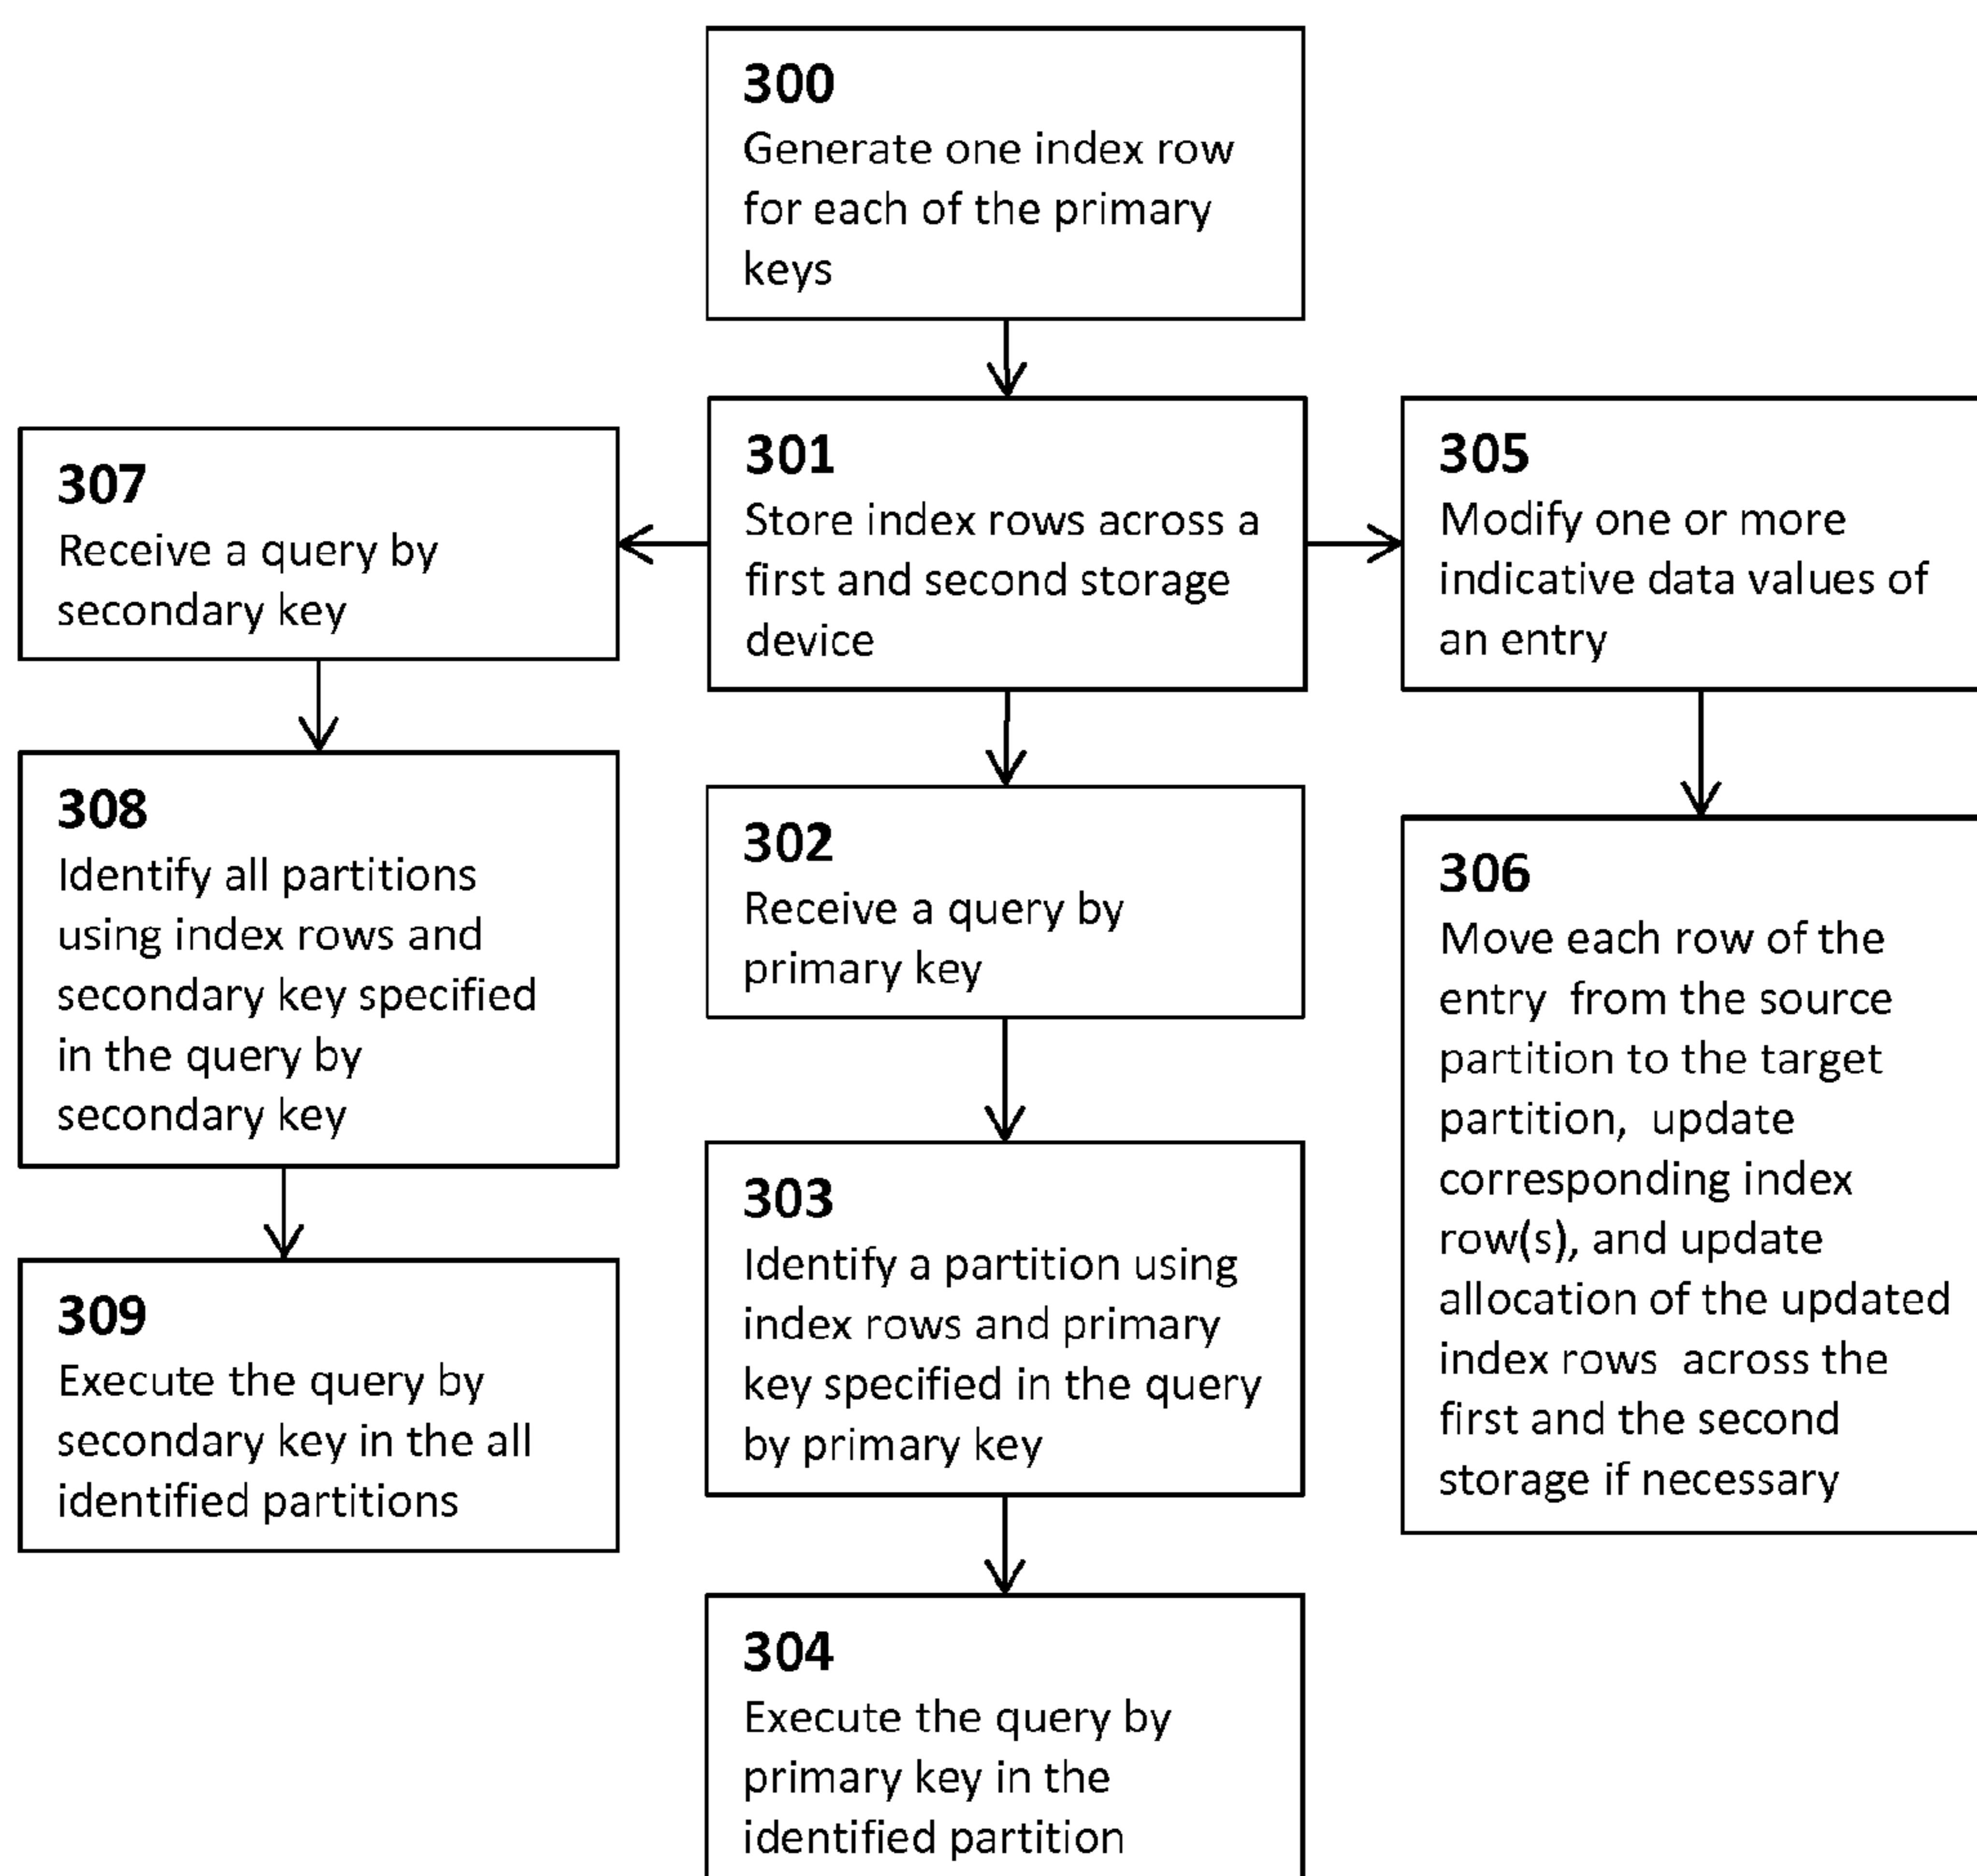 300
Generate one index row
for each of the primary
keys
307
Receive a query by
secondary key
301
Store index rows across a
first and second storage
device
305
Modify one or more
indicative data values of
an entry
308
Identify all partitions
using index rows and
secondary key specified
in the query by
secondary key
302
Receive a query by
primary key
306
Move each row of the
entry from the source
partition to the target
partition, update
corresponding index
row(s), and update
allocation of the updated
index rows across the
first and the second
storage if necessary
309
Execute the query by
secondary key in the all
identified partitions
303
Identify a partition using
index rows and primary
key specified in the query
by primary key
304
Execute the query by
primary key in the
identified partition